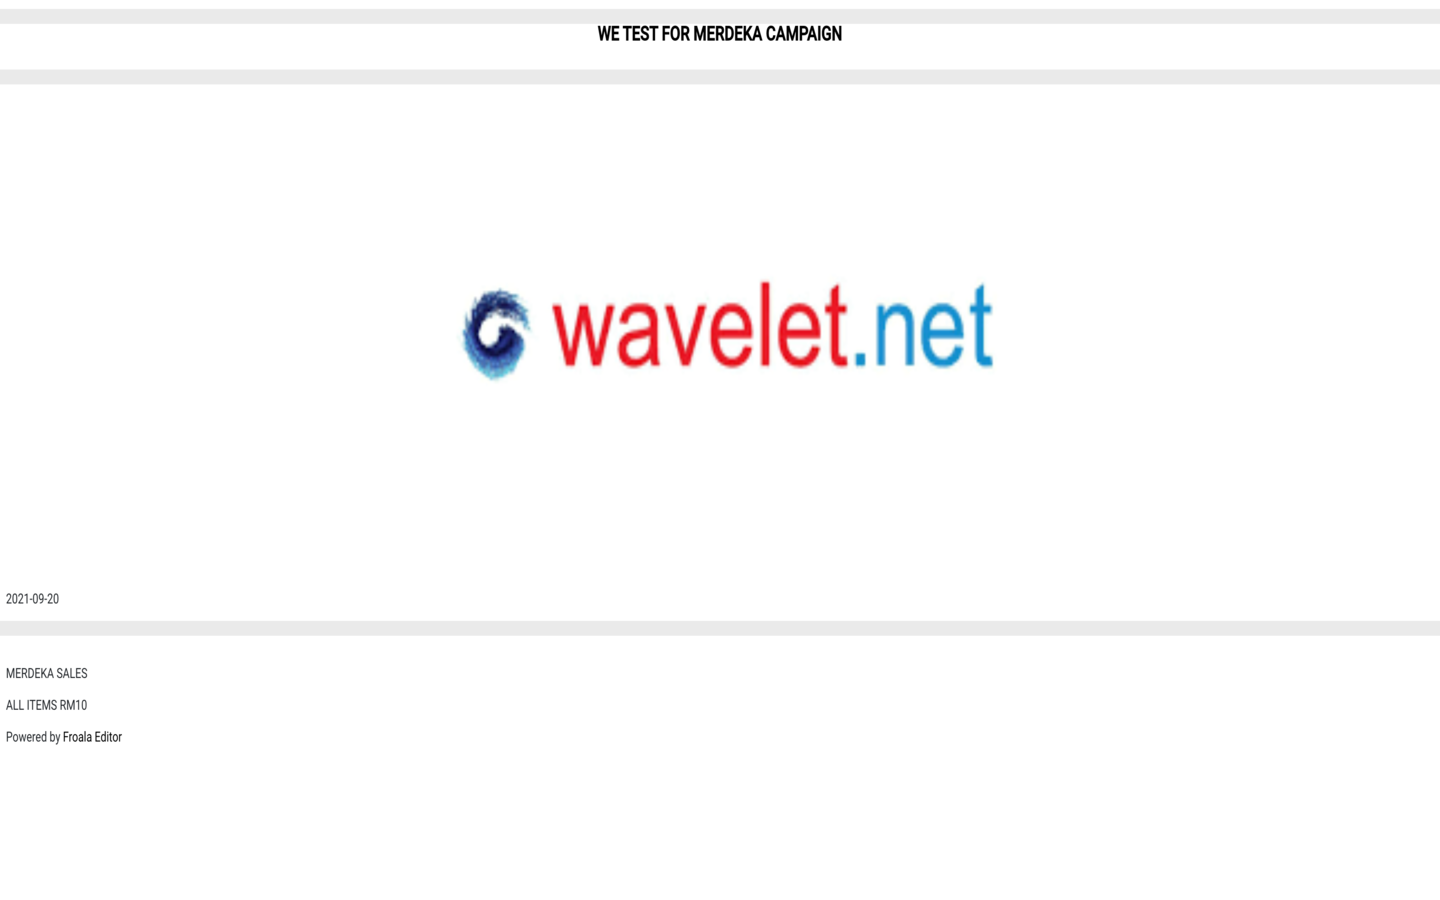 WE TEST FOR MERDEKA CAMPAIGN
wavelet.net
2021-09-20
MERDEKA SALES
ALL ITEMS RM10
Powered by Froala Editor